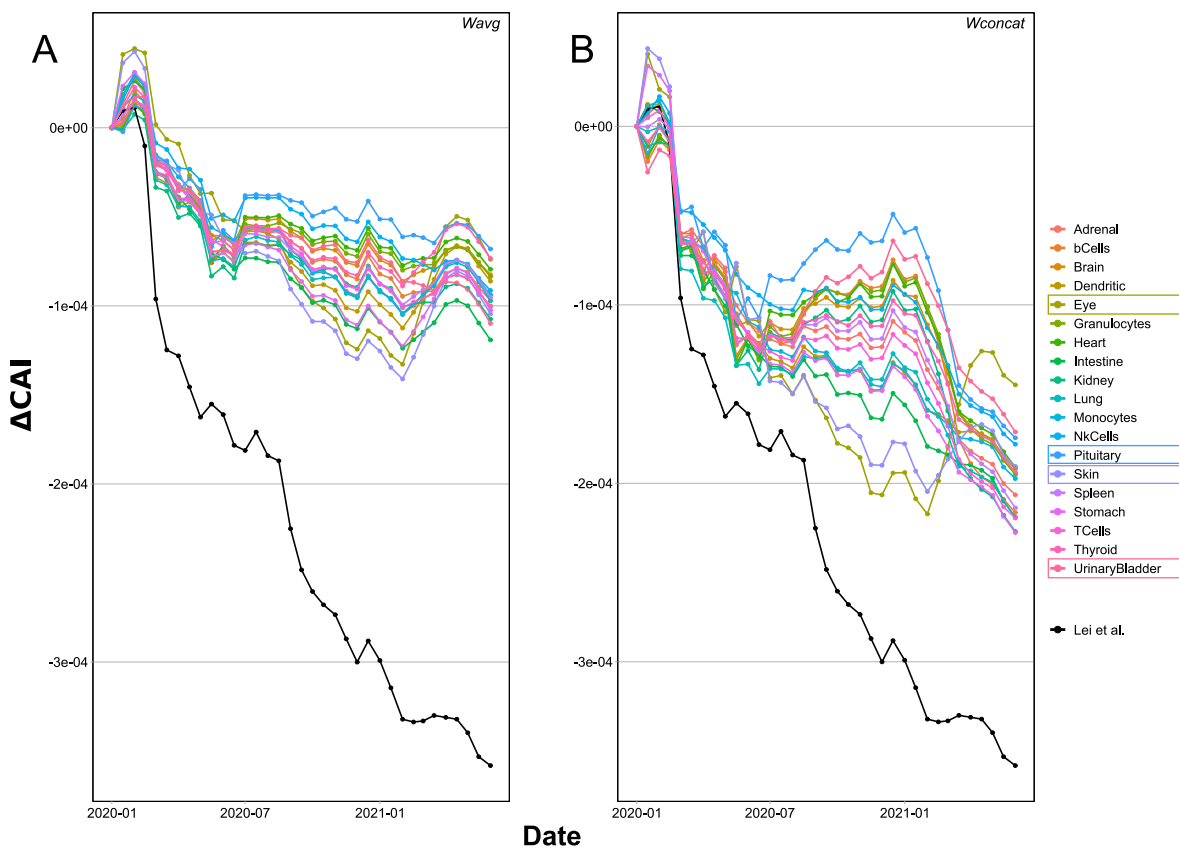 Wavg
A
0e+00
-1e-04
-2e-04
-3e-04
2020-01
2020-07
2021-01
Wconcat
B
0e+00
-1e-04
-2e-04
-3e-04
2020-01
2020-07
2021-01
ΔCAI
Date
Adrenal
bCells
Brain
Dendritic
Eye
Granulocytes
Heart
Intestine
Kidney
Lung
Monocytes
NkCells
Pituitary
Skin
Spleen
Stomach
TCells
Thyroid
UrinaryBladder
Lei et al.